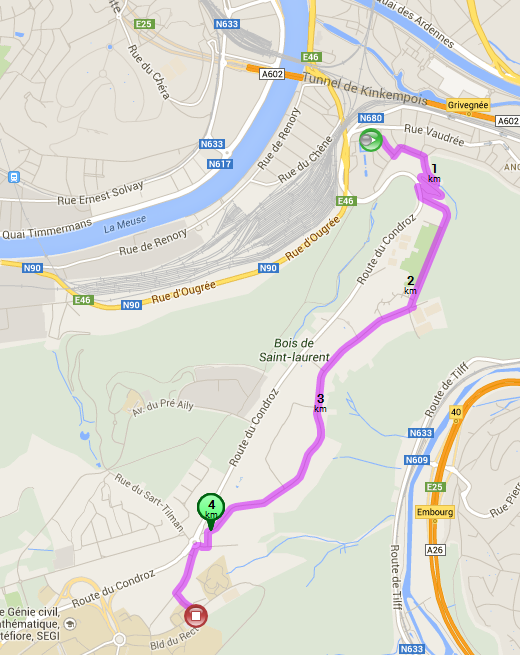 Quai des Ardennes
E25
N633
E46
Rue du Chéra
A602
Tunnel de Kinkempois
Grivegnée
A602
N680
Rue Vaudrée
N633
N617
Rue de Renory
Rue du Chêne
1
km
Rue Ernest Solvay
E46
Quai Timmermans
La Meuse
Rue de Renory
Route du Condroz
Rue d'Ougrée
N90
N90
2
km
E46
N90
Rue d'Ougrée
Bois de
Saint-laurent
Route de Tilff
3
km
Av. du Pré Aily
Route du Condroz
40
N633
N609
Rue du Sart-Tilman
E25
Rue Pier
4
km
Embourg
A26
Route du Condroz
Route de Tilff
e Génie civil,
athématique,
téfiore, SEGI
Bld du Rect
N633